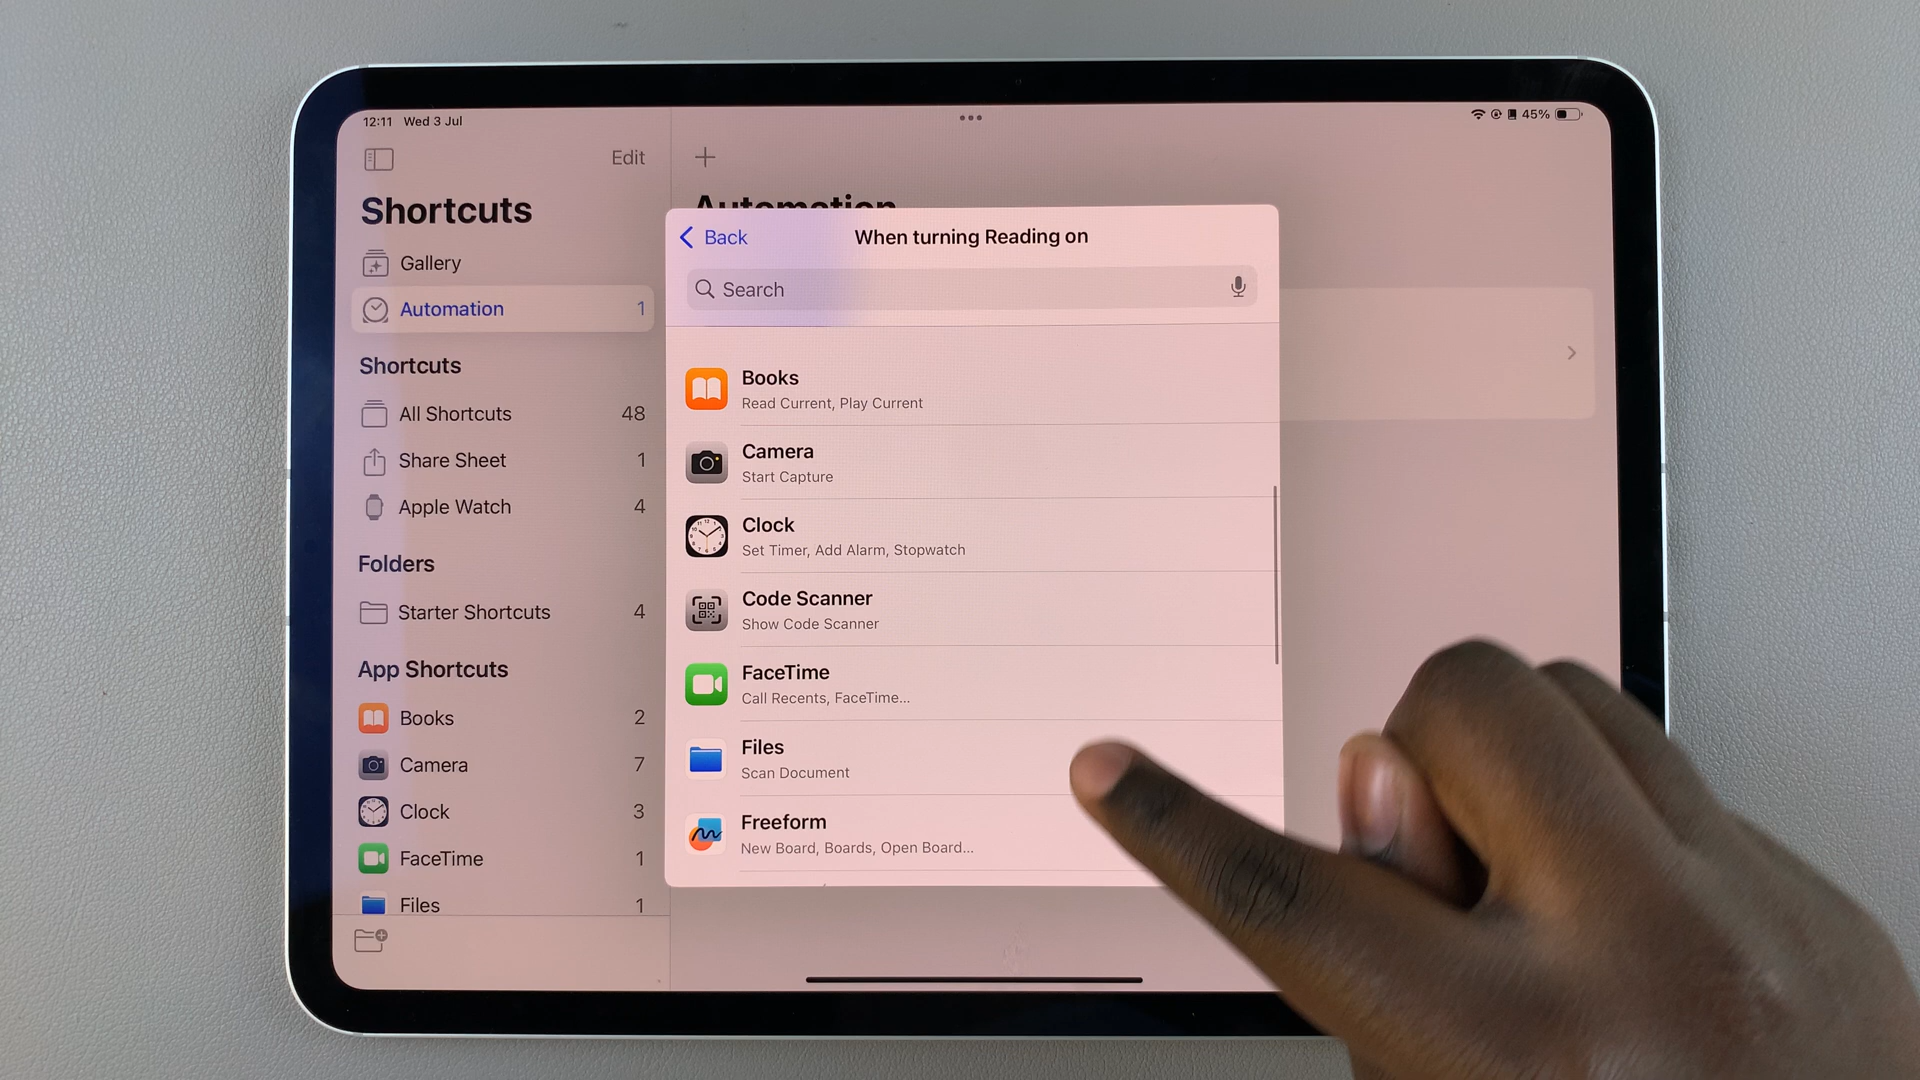 12:11 Wed 3 Jul
45%
Edit
Shortcuts
Gallery
Automation 1
Shortcuts
All Shortcuts 48
Share Sheet 1
Apple Watch 4
Folders
Starter Shortcuts 4
App Shortcuts
Books 2
Camera 7
Clock 3
FaceTime 1
Files 1
Automation
Back
When turning Reading on
Search
Books
Read Current, Play Current
Camera
Start Capture
Clock
Set Timer, Add Alarm, Stopwatch
Code Scanner
Show Code Scanner
FaceTime
Call Recents, FaceTime...
Files
Scan Document
Freeform
New Board, Boards, Open Board...